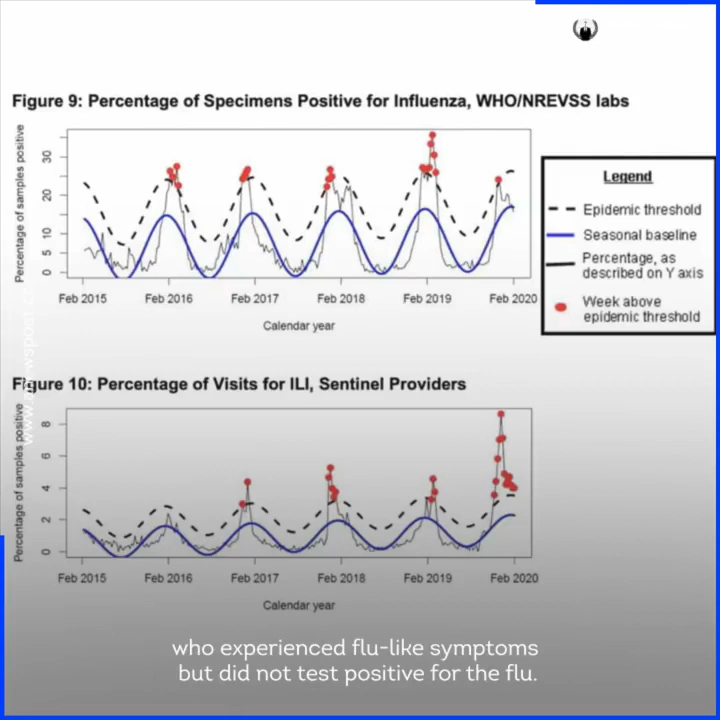 Figure 9: Percentage of Specimens Positive for Influenza, WHO/NREVSS labs
Percentage of samples positive
30
20
10
5
0
Feb 2015
Feb 2016
Feb 2017
Feb 2018
Feb 2019
Feb 2020
Calendar year
Legend
Epidemic threshold
Seasonal baseline
Percentage, as
described on Y axis
Week above
epidemic threshold
Figure 10: Percentage of Visits for ILI, Sentinel Providers
Percentage of samples positive
8
6
4
2
0
Feb 2015
Feb 2016
Feb 2017
Feb 2018
Feb 2019
Feb 2020
Calendar year
who experienced flu-like symptoms
but did not test positive for the flu.